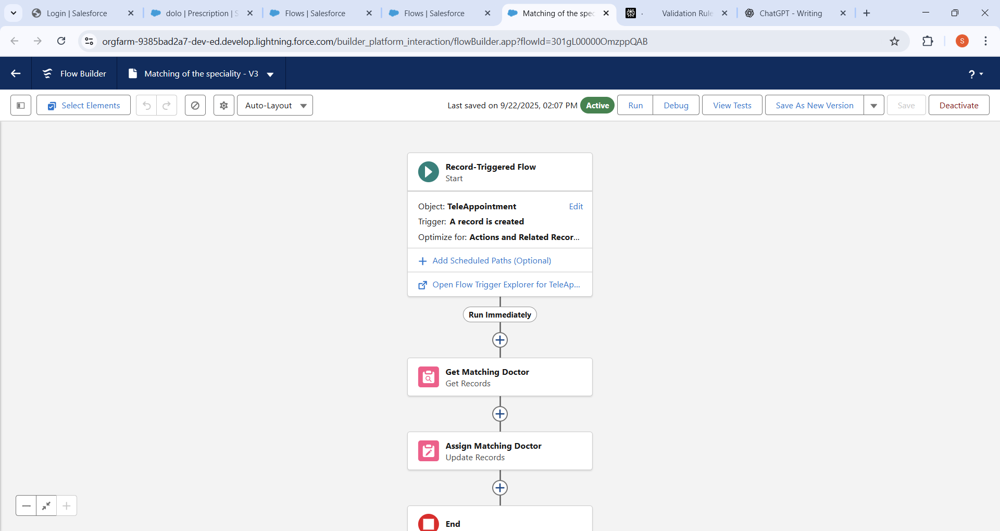 Login | Salesforce
dolo | Prescription | S
Flows | Salesforce
Flows | Salesforce
Matching of the spec
Validation Rule
ChatGPT - Writing
orgfarm-9385bad2a7-dev-ed.develop.lightning.force.com/builder_platform_interaction/flowBuilder.app?flowId=301gL00000OmzppQAB
S
Flow Builder
Matching of the speciality - V3
?
Select Elements
Auto-Layout
Last saved on 9/22/2025, 02:07 PM
Active
Run
Debug
View Tests
Save As New Version
Save
Deactivate
Record-Triggered Flow
Start
Object: TeleAppointment
Edit
Trigger: A record is created
Optimize for: Actions and Related Recor...
Add Scheduled Paths (Optional)
Open Flow Trigger Explorer for TeleAp...
Run Immediately
Get Matching Doctor
Get Records
Assign Matching Doctor
Update Records
End